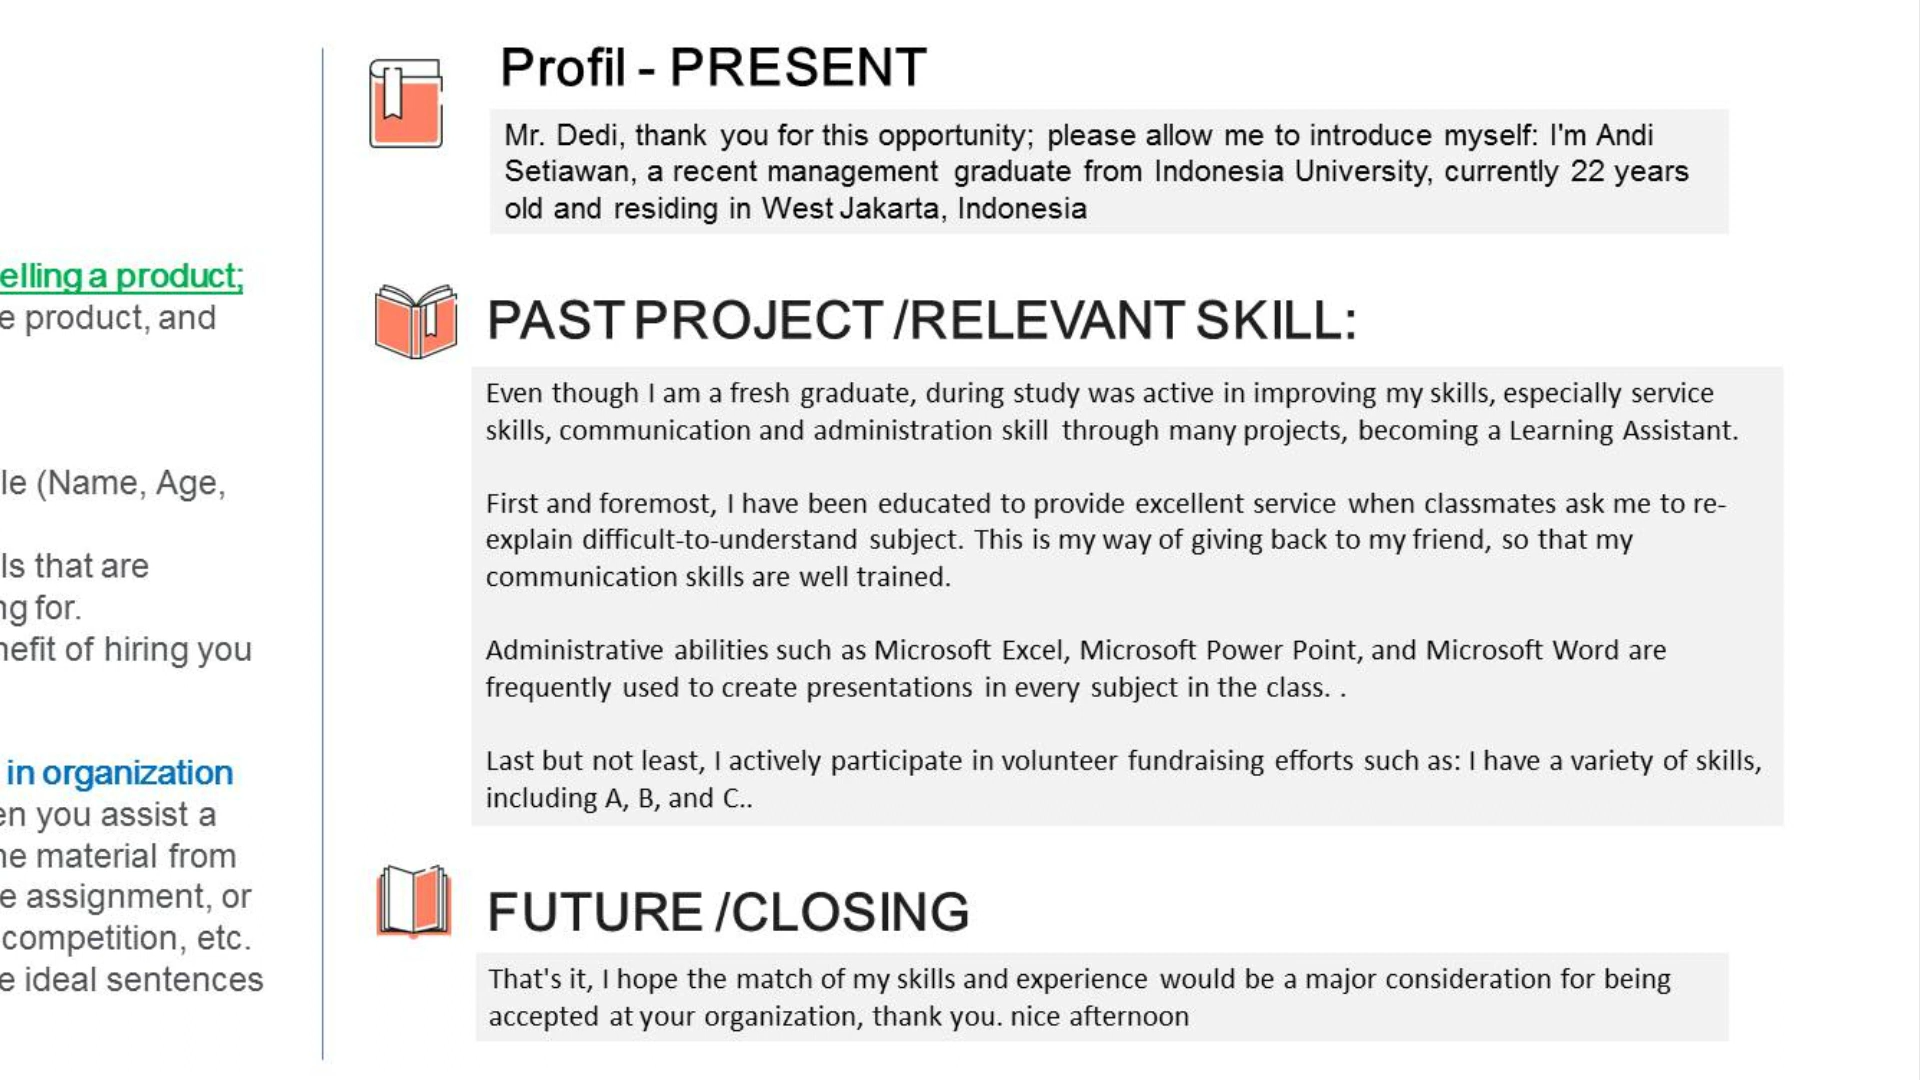 elling a product;
e product, and
le (Name, Age,
ls that are
ng for.
nefit of hiring you
in organization
en you assist a
he material from
e assignment, or
competition, etc.
e ideal sentences
Profil - PRESENT
Mr. Dedi, thank you for this opportunity; please allow me to introduce myself: I'm Andi
Setiawan, a recent management graduate from Indonesia University, currently 22 years
old and residing in West Jakarta, Indonesia
PAST PROJECT /RELEVANT SKILL:
Even though I am a fresh graduate, during study was active in improving my skills, especially service
skills, communication and administration skill through many projects, becoming a Learning Assistant.
First and foremost, I have been educated to provide excellent service when classmates ask me to re-
explain difficult-to-understand subject. This is my way of giving back to my friend, so that my
communication skills are well trained.
Administrative abilities such as Microsoft Excel, Microsoft Power Point, and Microsoft Word are
frequently used to create presentations in every subject in the class. .
Last but not least, I actively participate in volunteer fundraising efforts such as: I have a variety of skills,
including A, B, and C..
FUTURE /CLOSING
That's it, I hope the match of my skills and experience would be a major consideration for being
accepted at your organization, thank you. nice afternoon